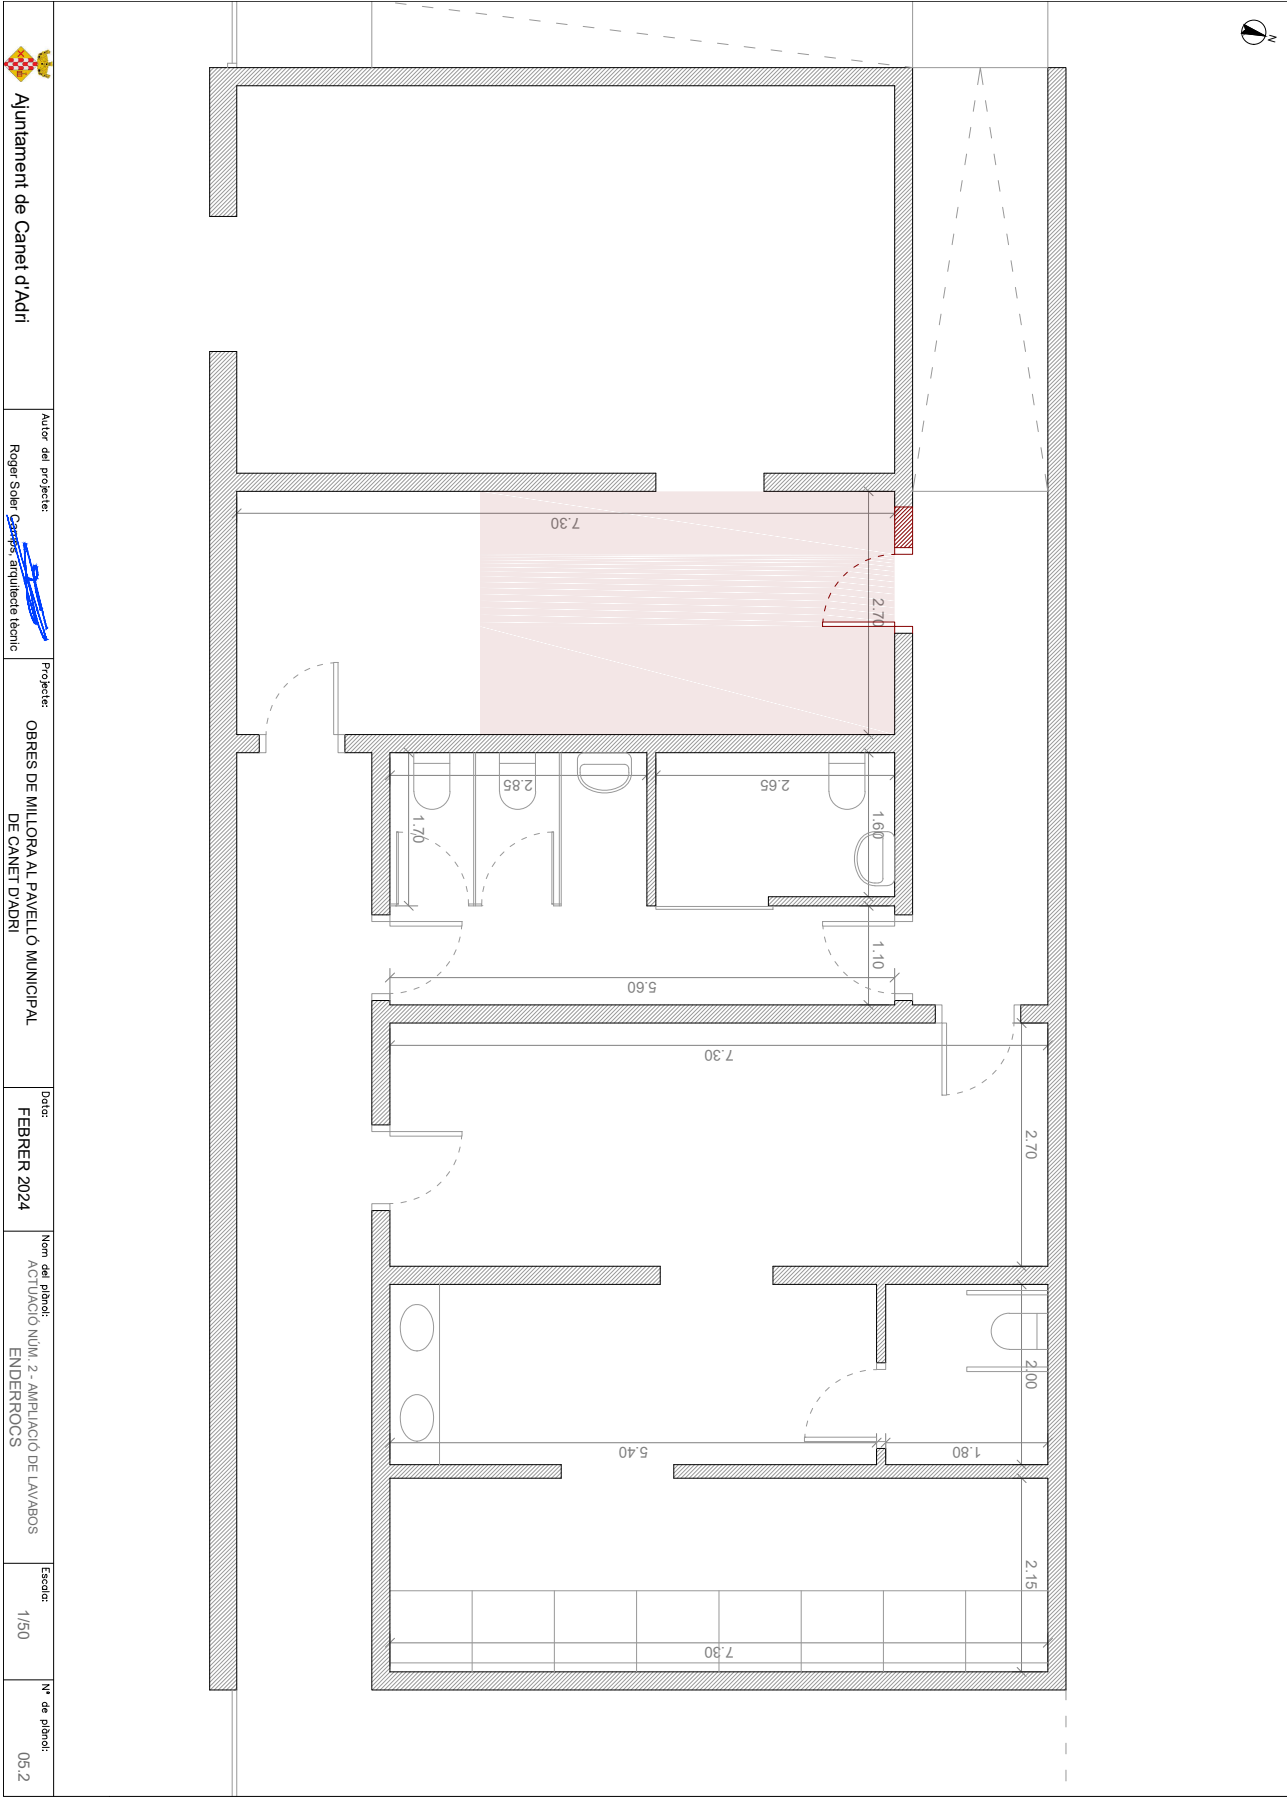 N
7.30
2.70
2.85
2.65
1.70
1.60
1.10
5.60
7.30
2.70
2.00
5.40
1.80
2.15
7.30
Ajuntament de Canet d'Adri
Autor del projecte:
Roger Soler Camps, arquitecte tècnic
Projecte:
OBRES DE MILLORA AL PAVELLÓ MUNICIPAL
DE CANET D'ADRI
Data:
FEBRER 2024
Nom del plànol:
ACTUACIÓ NÚM. 2 - AMPLIACIÓ DE LAVABOS
ENDERROCS
Escala:
1/50
Nº de plànol:
05.2